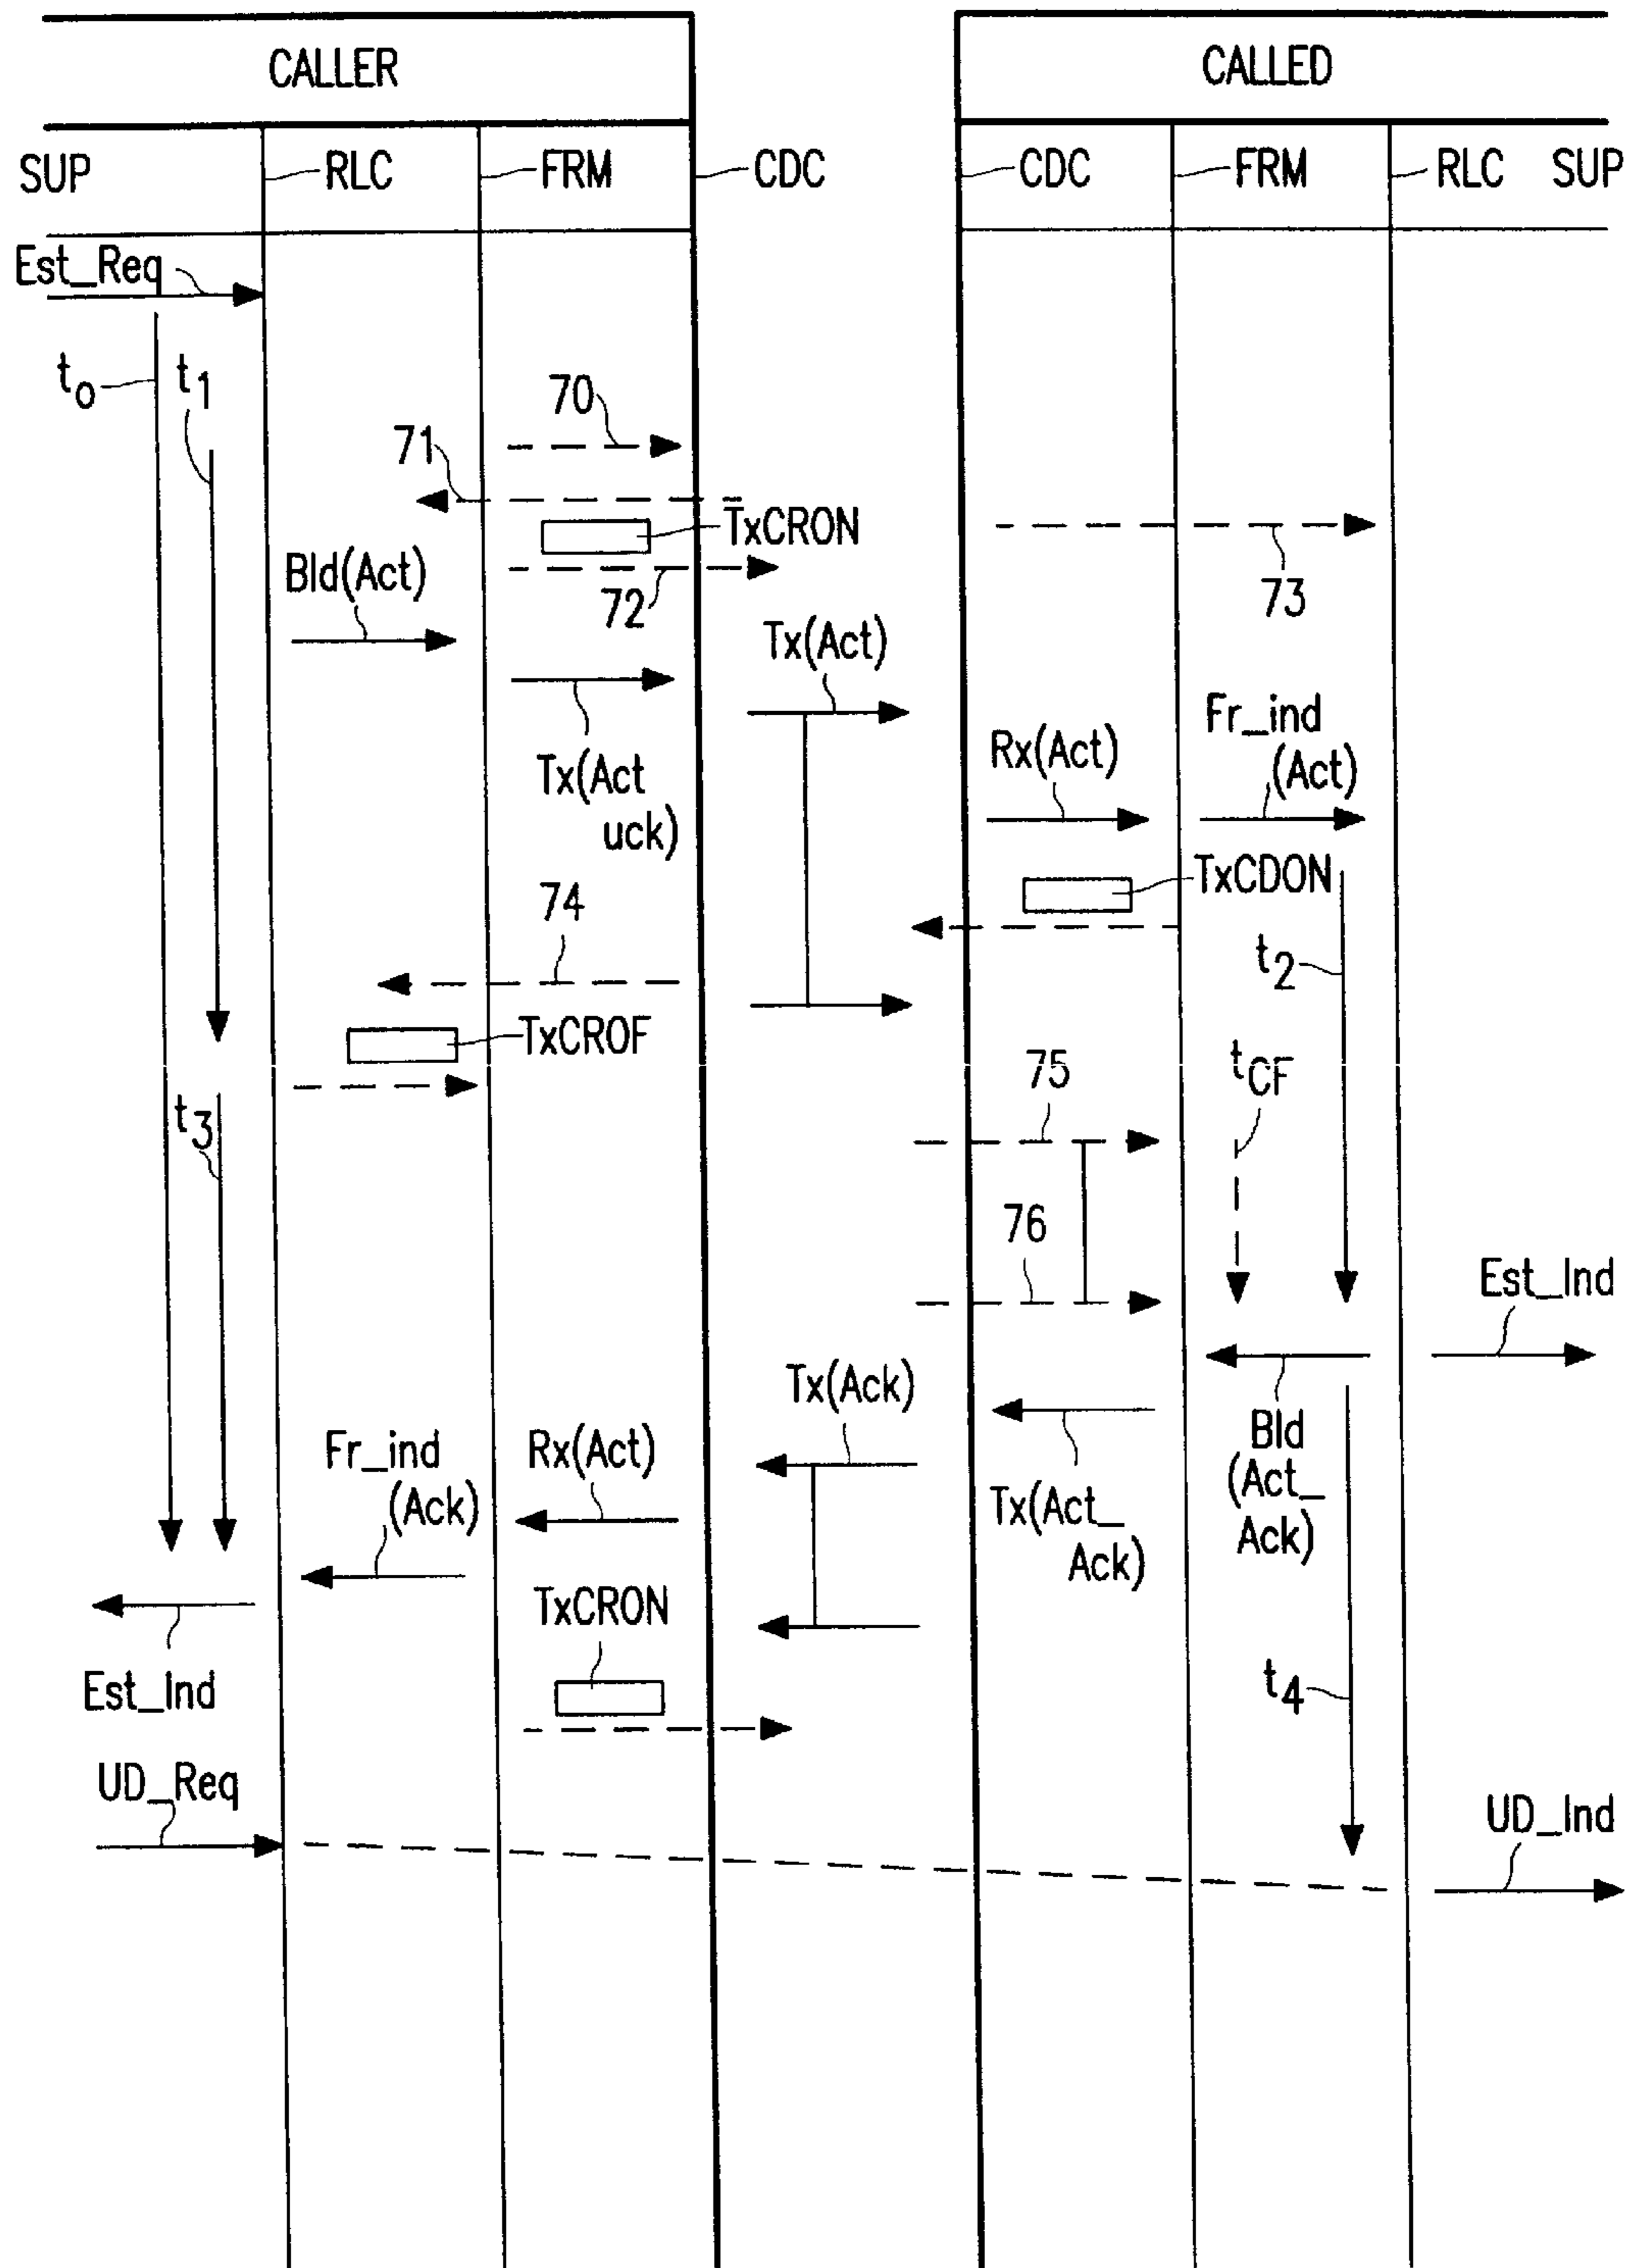 CALLER
CALLED
SUP
RLC
FRM
CDC
CDC
FRM
RLC
SUP
Est_Req
t0
t1
70
71
TxCRON
72
73
Bld(Act)
Tx(Act)
Tx(Act
uck)
Fr_ind
(Act)
Rx(Act)
TxCDON
74
t2
TxCROF
75
tCF
t3
76
Est_Ind
Tx(Ack)
Bld
(Act_
Ack)
Fr_ind
(Ack)
Rx(Act)
Tx(Act_
Ack)
TxCRON
Est_Ind
t4
UD_Req
UD_Ind